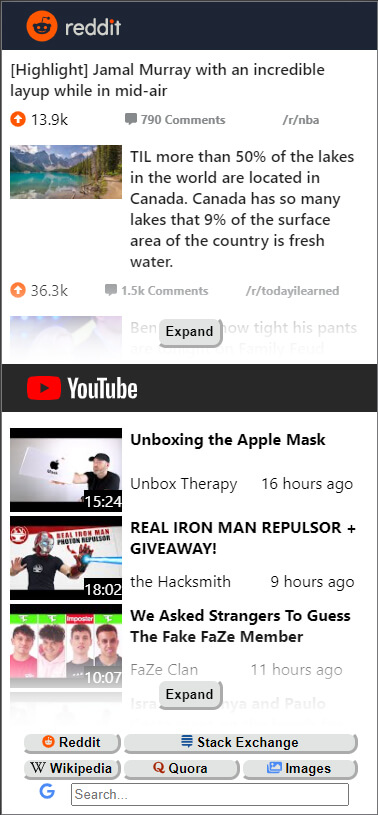 reddit
[Highlight] Jamal Murray with an incredible
layup while in mid-air
13.9k 790 Comments /r/nba
TIL more than 50% of the lakes
in the world are located in
Canada. Canada has so many
lakes that 9% of the surface
area of the country is fresh
water.
36.3k 1.5k Comments /r/todayilearned
Ben how tight his pants
Family Feud
Expand
YouTube
Unboxing the Apple Mask
Unbox Therapy 16 hours ago
15:24
REAL IRON MAN REPULSOR +
GIVEAWAY!
the Hacksmith 9 hours ago
REAL IRON MAN
PHOTON REPULSOR
18:02
We Asked Strangers To Guess
The Fake FaZe Member
FaZe Clan 11 hours ago
Imposter
10:07
Isra nya and Paulo
Expand
Reddit Stack Exchange
Wikipedia Quora Images
Search...